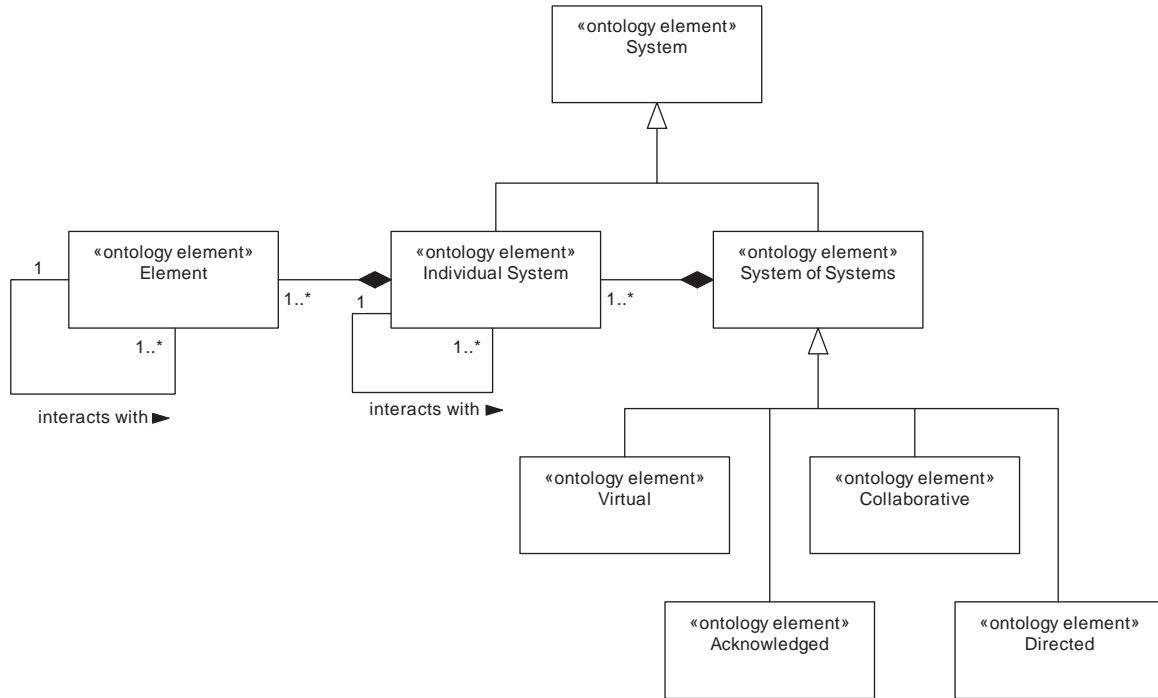 «ontology element»
System
«ontology element»
Element
«ontology element»
Individual System
«ontology element»
System of Systems
1
1..*
1
1..*
1..*
1..*
interacts with ►
interacts with ►
«ontology element»
Virtual
«ontology element»
Collaborative
«ontology element»
Acknowledged
«ontology element»
Directed